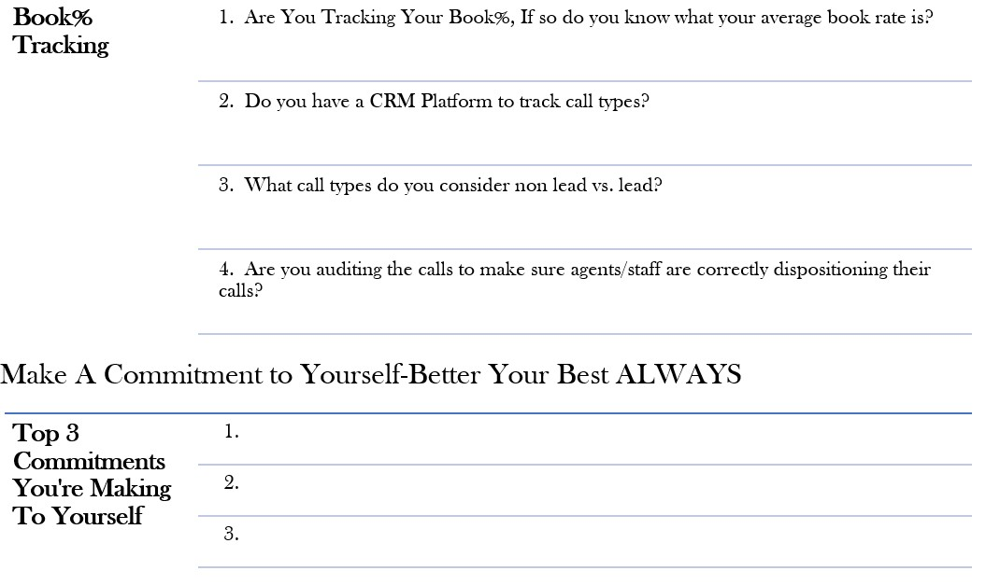 Book%
Tracking
1. Are You Tracking Your Book%, If so do you know what your average book rate is?
2. Do you have a CRM Platform to track call types?
3. What call types do you consider non lead vs. lead?
4. Are you auditing the calls to make sure agents/staff are correctly dispositioning their
calls?
Make A Commitment to Yourself-Better Your Best ALWAYS
Top 3
Commitments
You're Making
To Yourself
1.
2.
3.